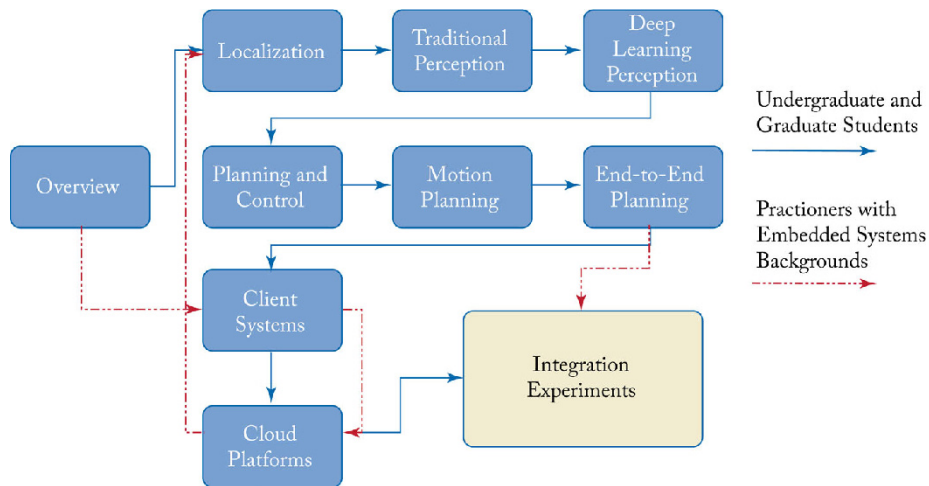 Localization
Traditional
Perception
Deep
Learning
Perception
Undergraduate and
Graduate Students
Overview
Planning and
Control
Motion
Planning
End-to-End
Planning
Practioners with
Embedded Systems
Backgrounds
Client
Systems
Integration
Experiments
Cloud
Platforms